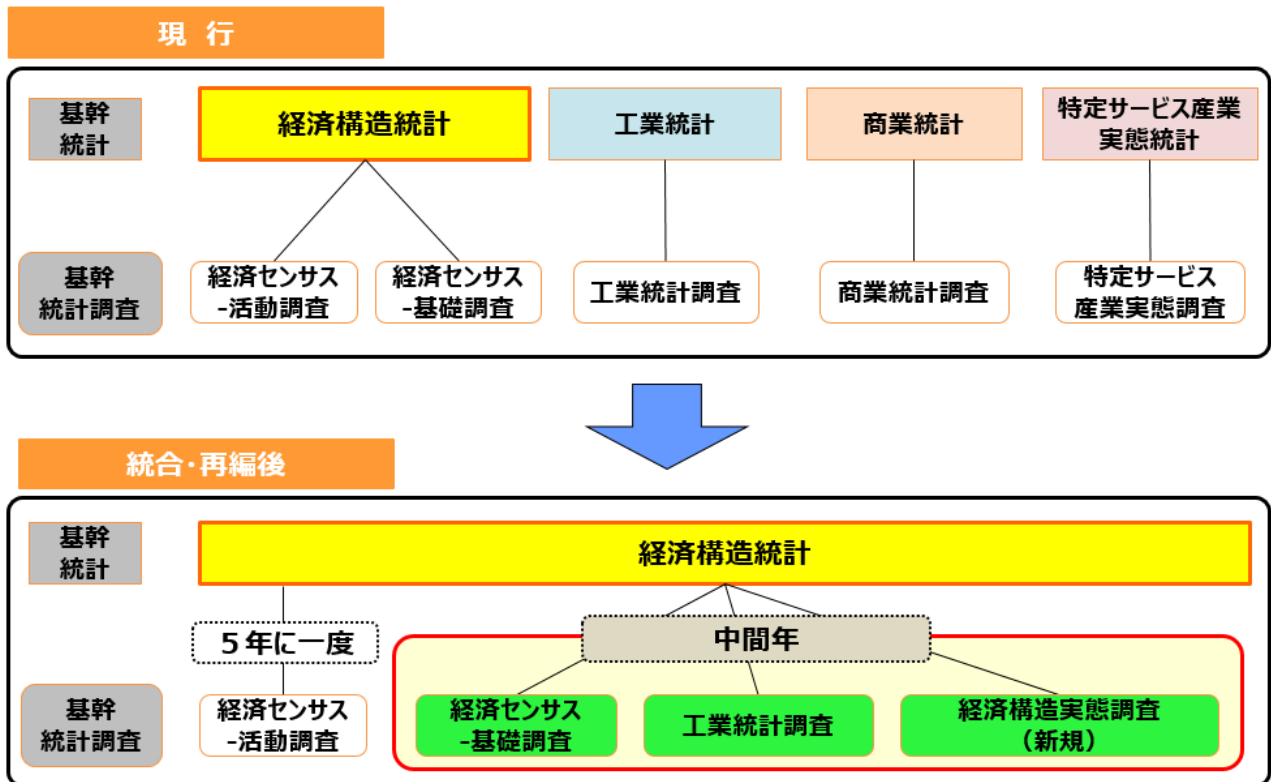 現 行
基幹
統計
経済構造統計
工業統計
商業統計
特定サービス産業
実態統計
基幹
統計調査
経済センサス
-活動調査
経済センサス
-基礎調査
工業統計調査
商業統計調査
特定サービス
産業実態調査
統合・再編後
基幹
統計
経済構造統計
5年に一度
中間年
基幹
統計調査
経済センサス
-活動調査
経済センサス
-基礎調査
工業統計調査
経済構造実態調査
（新規）